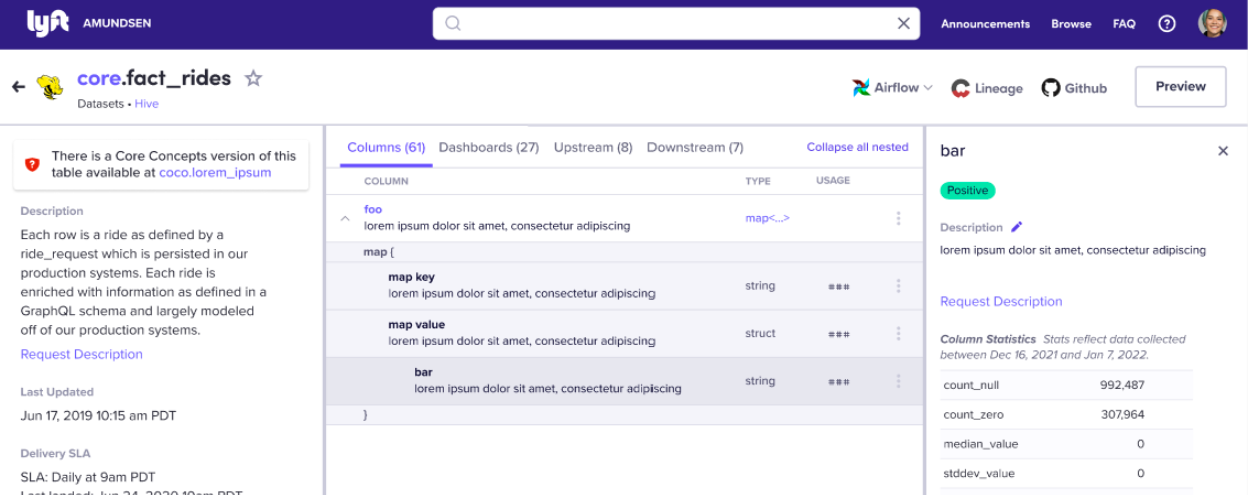 lyft AMUNDSEN
Announcements Browse FAQ ?
core.fact_rides
Datasets • Hive
Airflow Lineage Github Preview
There is a Core Concepts version of this
table available at coco.lorem_ipsum
Description
Each row is a ride as defined by a
ride_request which is persisted in our
production systems. Each ride is
enriched with information as defined in a
GraphQL schema and largely modeled
off of our production systems.
Request Description
Last Updated
Jun 17, 2019 10:15 am PDT
Delivery SLA
SLA: Daily at 9am PDT
Last landed: Jun 24, 2020 10am PDT
Columns (61) Dashboards (27) Upstream (8) Downstream (7) Collapse all nested
COLUMN TYPE USAGE
foo
lorem ipsum dolor sit amet, consectetur adipiscing
map<...>
map {
map key
lorem ipsum dolor sit amet, consectetur adipiscing
string ###
map value
lorem ipsum dolor sit amet, consectetur adipiscing
struct ###
bar
lorem ipsum dolor sit amet, consectetur adipiscing
string ###
}
bar
Positive
Description
lorem ipsum dolor sit amet, consectetur adipiscing
Request Description
Column Statistics Stats reflect data collected
between Dec 16, 2021 and Jan 7, 2022.
count_null 992,487
count_zero 307,964
median_value 0
stddev_value 0